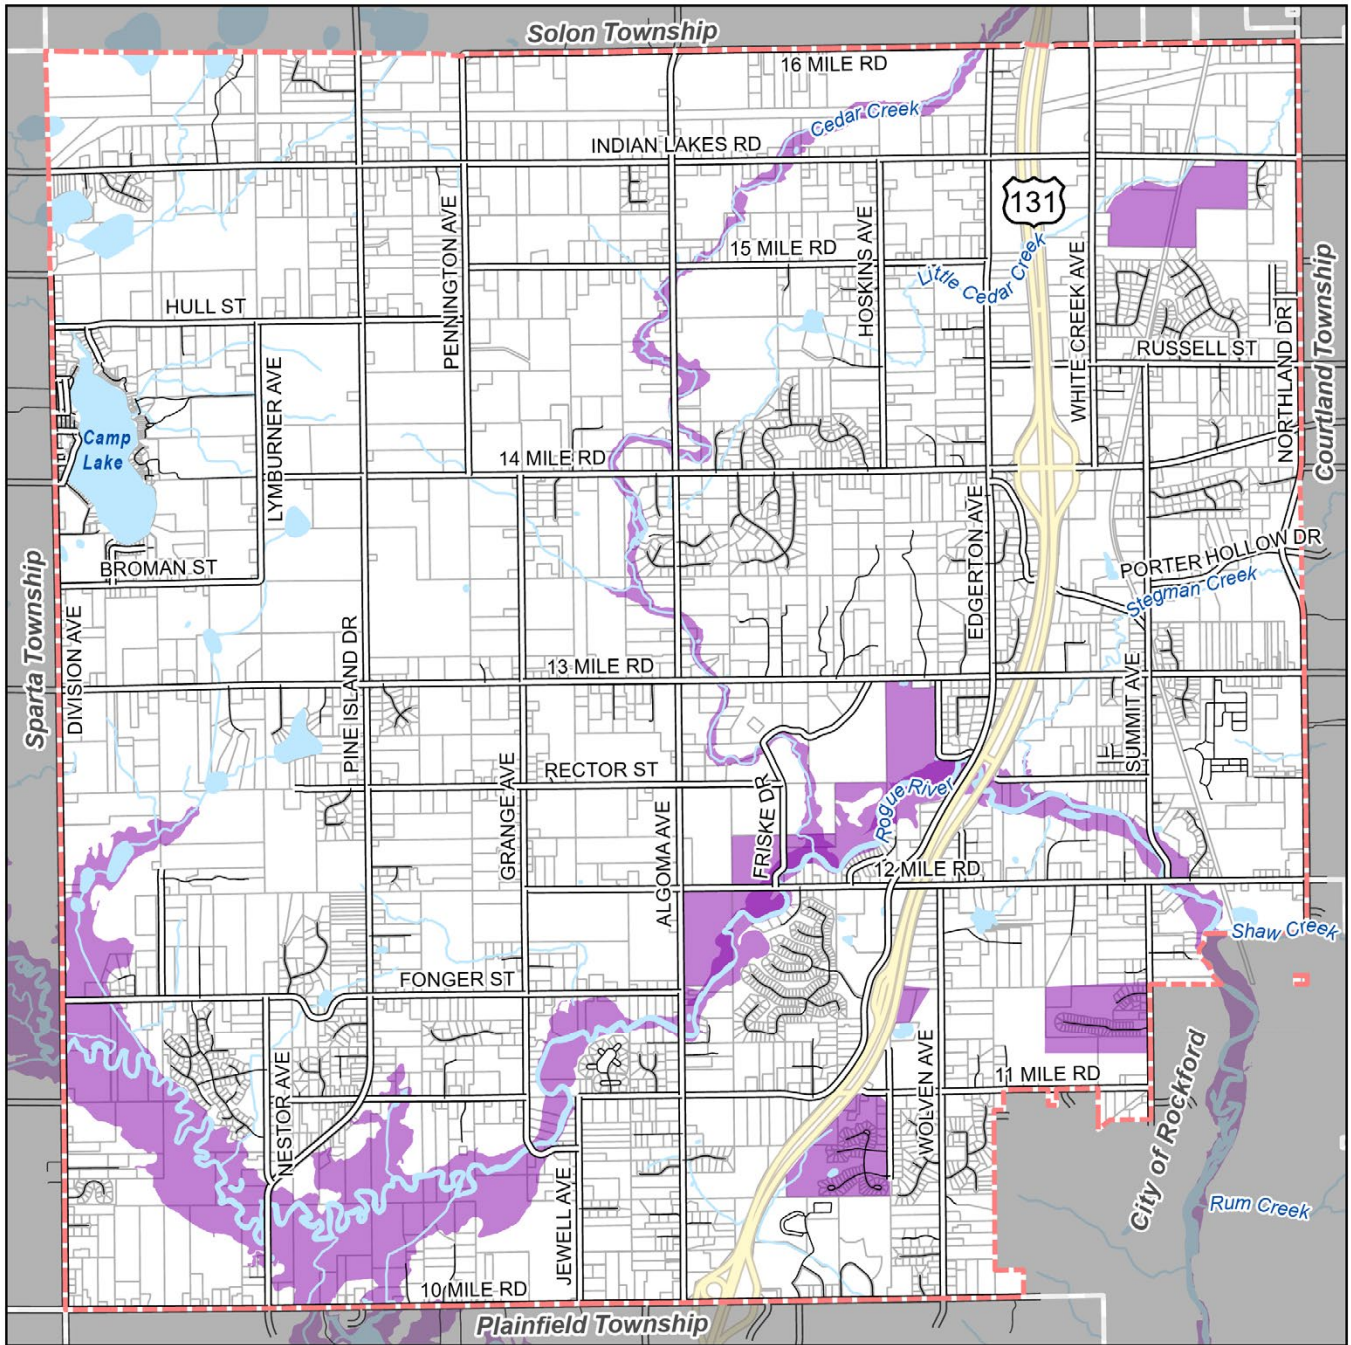 Solon Township
16 MILE RD
Cedar Creek
INDIAN LAKES RD
131
PENNINGTON AVE
HOSKINS AVE
15 MILE RD
Little Cedar Creek
WHITE CREEK AVE
Courtland Township
HULL ST
NORTHLAND DR
RUSSELL ST
LYMBURNER AVE
Camp
Lake
14 MILE RD
EDGERTON AVE
PORTER HOLLOW DR
Stegman Creek
BROMAN ST
Sparta Township
DIVISION AVE
PINE ISLAND DR
13 MILE RD
SUMMIT AVE
GRANGE AVE
RECTOR ST
ALGOMA AVE
FRISKE DR
Rogue River
12 MILE RD
Shaw Creek
FONGER ST
NESTOR AVE
WOLVEN AVE
11 MILE RD
City of Rockford
Rum Creek
JEWELL AVE
10 MILE RD
Plainfield Township